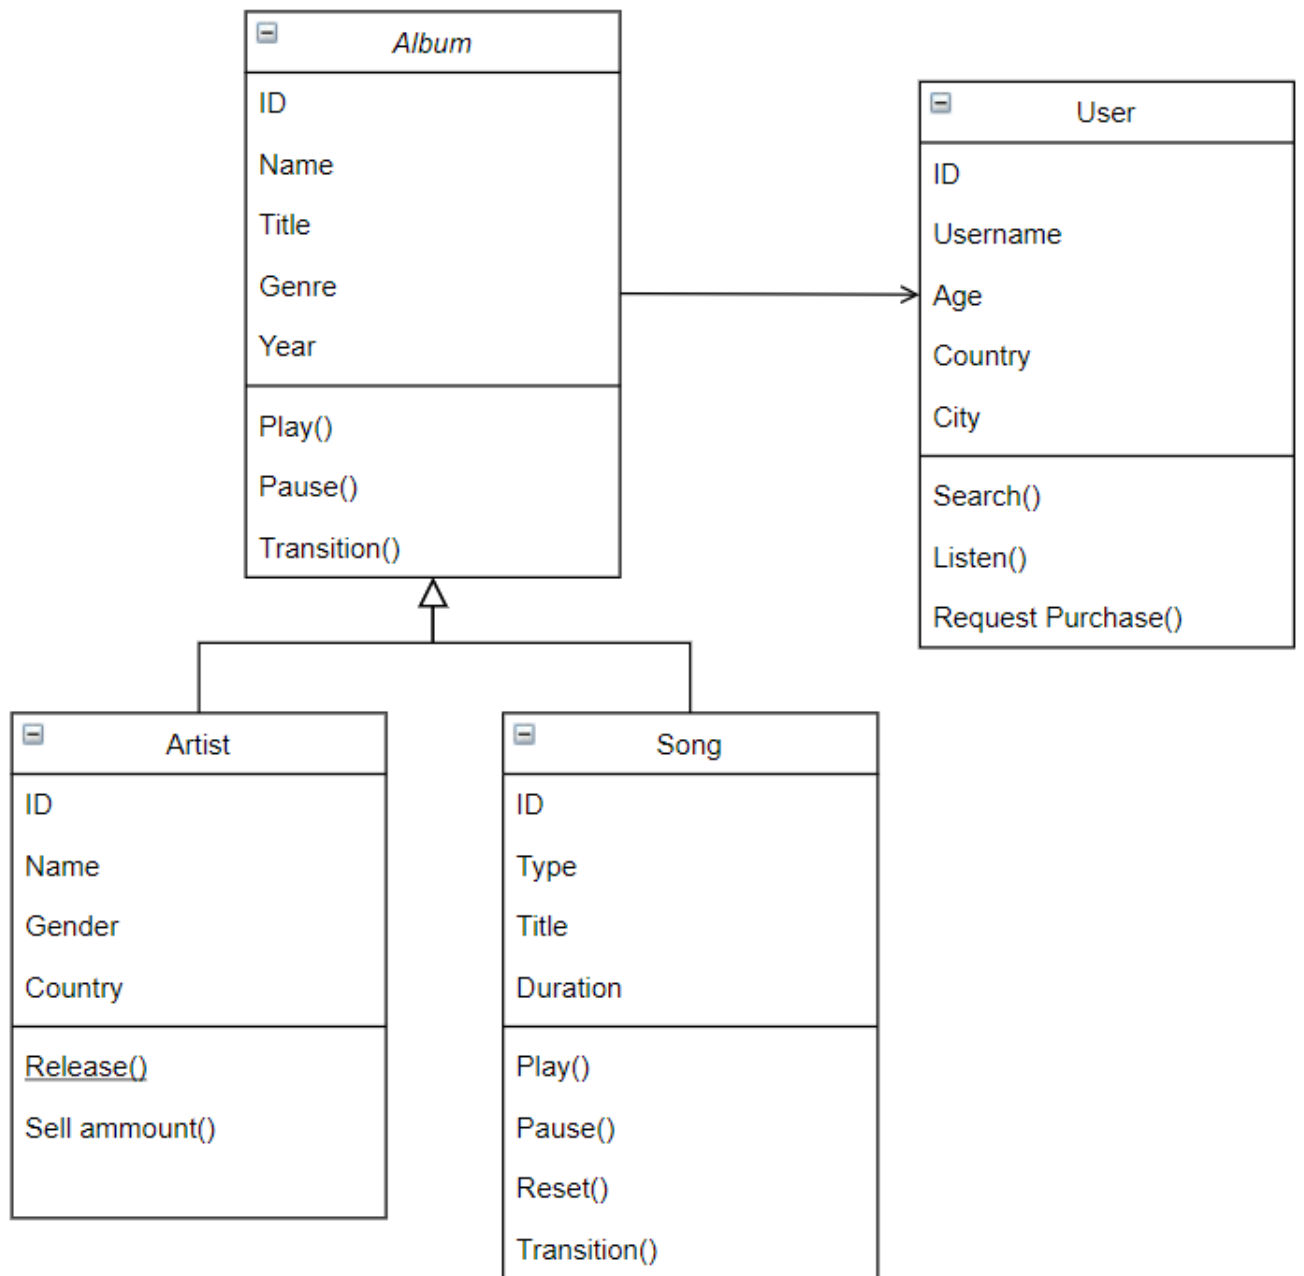 Album
ID
Name
Title
Genre
Year
Play()
Pause()
Transition()
User
ID
Username
Age
Country
City
Search()
Listen()
Request Purchase()
Artist
ID
Name
Gender
Country
Release()
Sell ammount()
Song
ID
Type
Title
Duration
Play()
Pause()
Reset()
Transition()